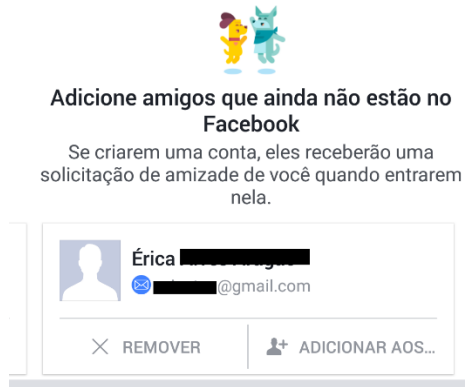 Adicione amigos que ainda não estão no
Facebook
Se criarem uma conta, eles receberão uma
solicitação de amizade de você quando entrarem
nela.
Érica
@gmail.com
REMOVER
ADICIONAR AOS...